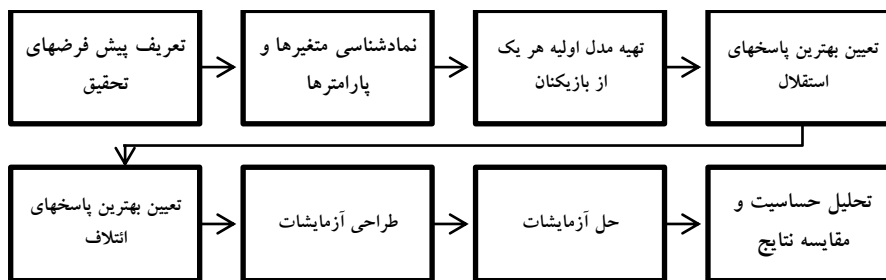 تعریف پیش فرضهای
تحقیق
نمادشناسی متغیرها و
پارامترها
تهیه مدل اولیه هر یک
از بازیکنان
تعیین بهترین پاسخهای
استقلال
تعیین بهترین پاسخهای
ائتلاف
طراحی آزمایشات
حل آزمایشات
تحلیل حساسیت و
مقایسه نتایج